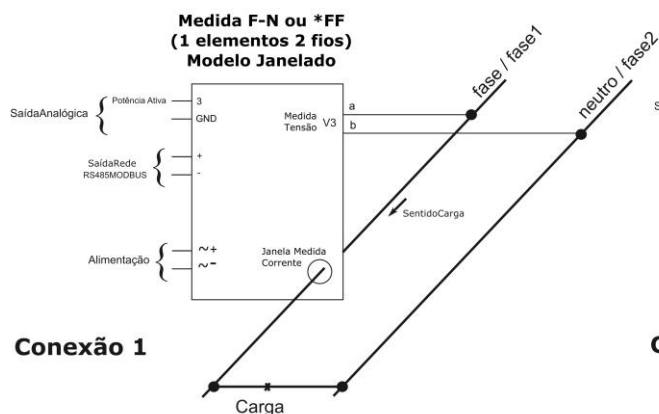 Medida F-N ou *FF
(1 elementos 2 fios)
Modelo Janelado
fase / fase1
neutro / fase2
SaídaAnalógica
Potência Ativa
3
GND
Medida
Tensão
V3
a
b
s
SaídaRede
RS485MODBUS
+
-
SentidoCarga
Alimentação
~+
~-
Janela Medida
Corrente
Conexão 1
Carga